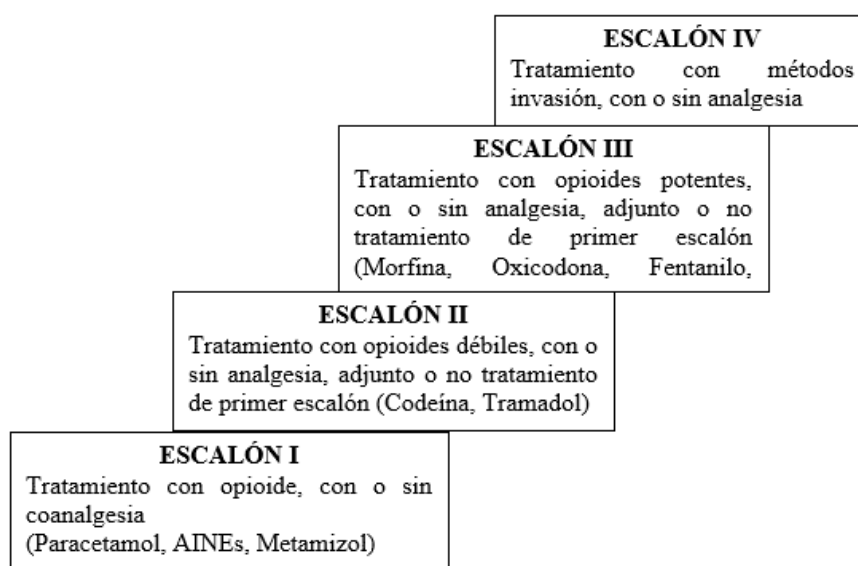 ESCALÓN IV
Tratamiento con métodos
invasión, con o sin analgesia
ESCALÓN III
Tratamiento con opioides potentes,
con o sin analgesia, adjunto o no
tratamiento de primer escalón
(Morfina, Oxicodona, Fentanilo,
ESCALÓN II
Tratamiento con opioides débiles, con o
sin analgesia, adjunto o no tratamiento
de primer escalón (Codeína, Tramadol)
ESCALÓN I
Tratamiento con opioide, con o sin
coanalgesia
(Paracetamol, AINEs, Metamizol)